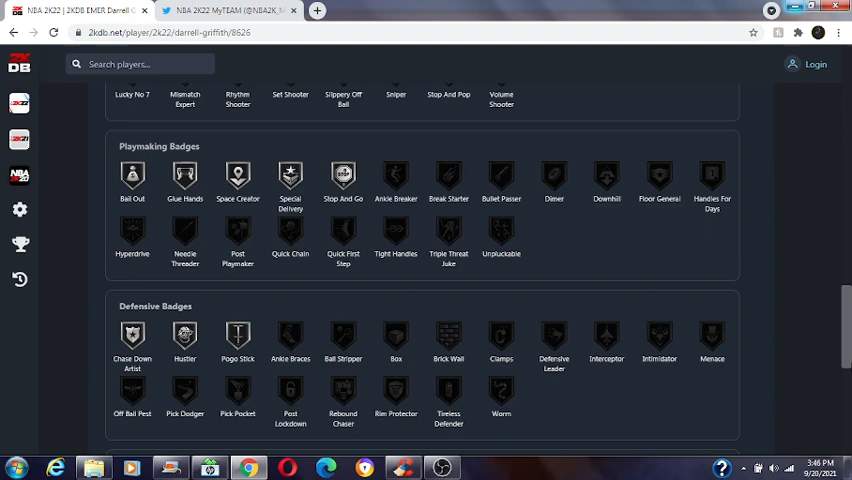 NBA 2K22 | 2KDB EMER Darrell G
NBA 2K22 MyTEAM (@NBA2K_M
2kdb.net/player/2k22/darrell-griffith/8626
2K
DB
Search players...
Login
Lucky No 7
Mismatch Expert
Rhythm Shooter
Set Shooter
Slippery Off Ball
Sniper
Stop And Pop
Volume Shooter
Playmaking Badges
Bail Out
Glue Hands
Space Creator
Special Delivery
Stop And Go
Ankle Breaker
Break Starter
Bullet Passer
Dimer
Downhill
Floor General
Handles For Days
Hyperdrive
Needle Threader
Post Playmaker
Quick Chain
Quick First Step
Tight Handles
Triple Threat Juke
Unpluckable
Defensive Badges
Chase Down Artist
Hustler
Pogo Stick
Ankle Braces
Ball Stripper
Box
Brick Wall
Clamps
Defensive Leader
Interceptor
Intimidator
Menace
Off Ball Pest
Pick Dodger
Pick Pocket
Post Lockdown
Rebound Chaser
Rim Protector
Tireless Defender
Worm
3:46 PM
9/20/2021